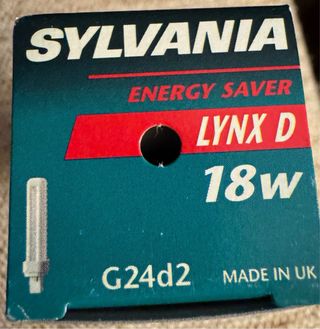 SYLVANIA
ENERGY SAVER
LYNX D
18w
G24d2 MADE IN UK